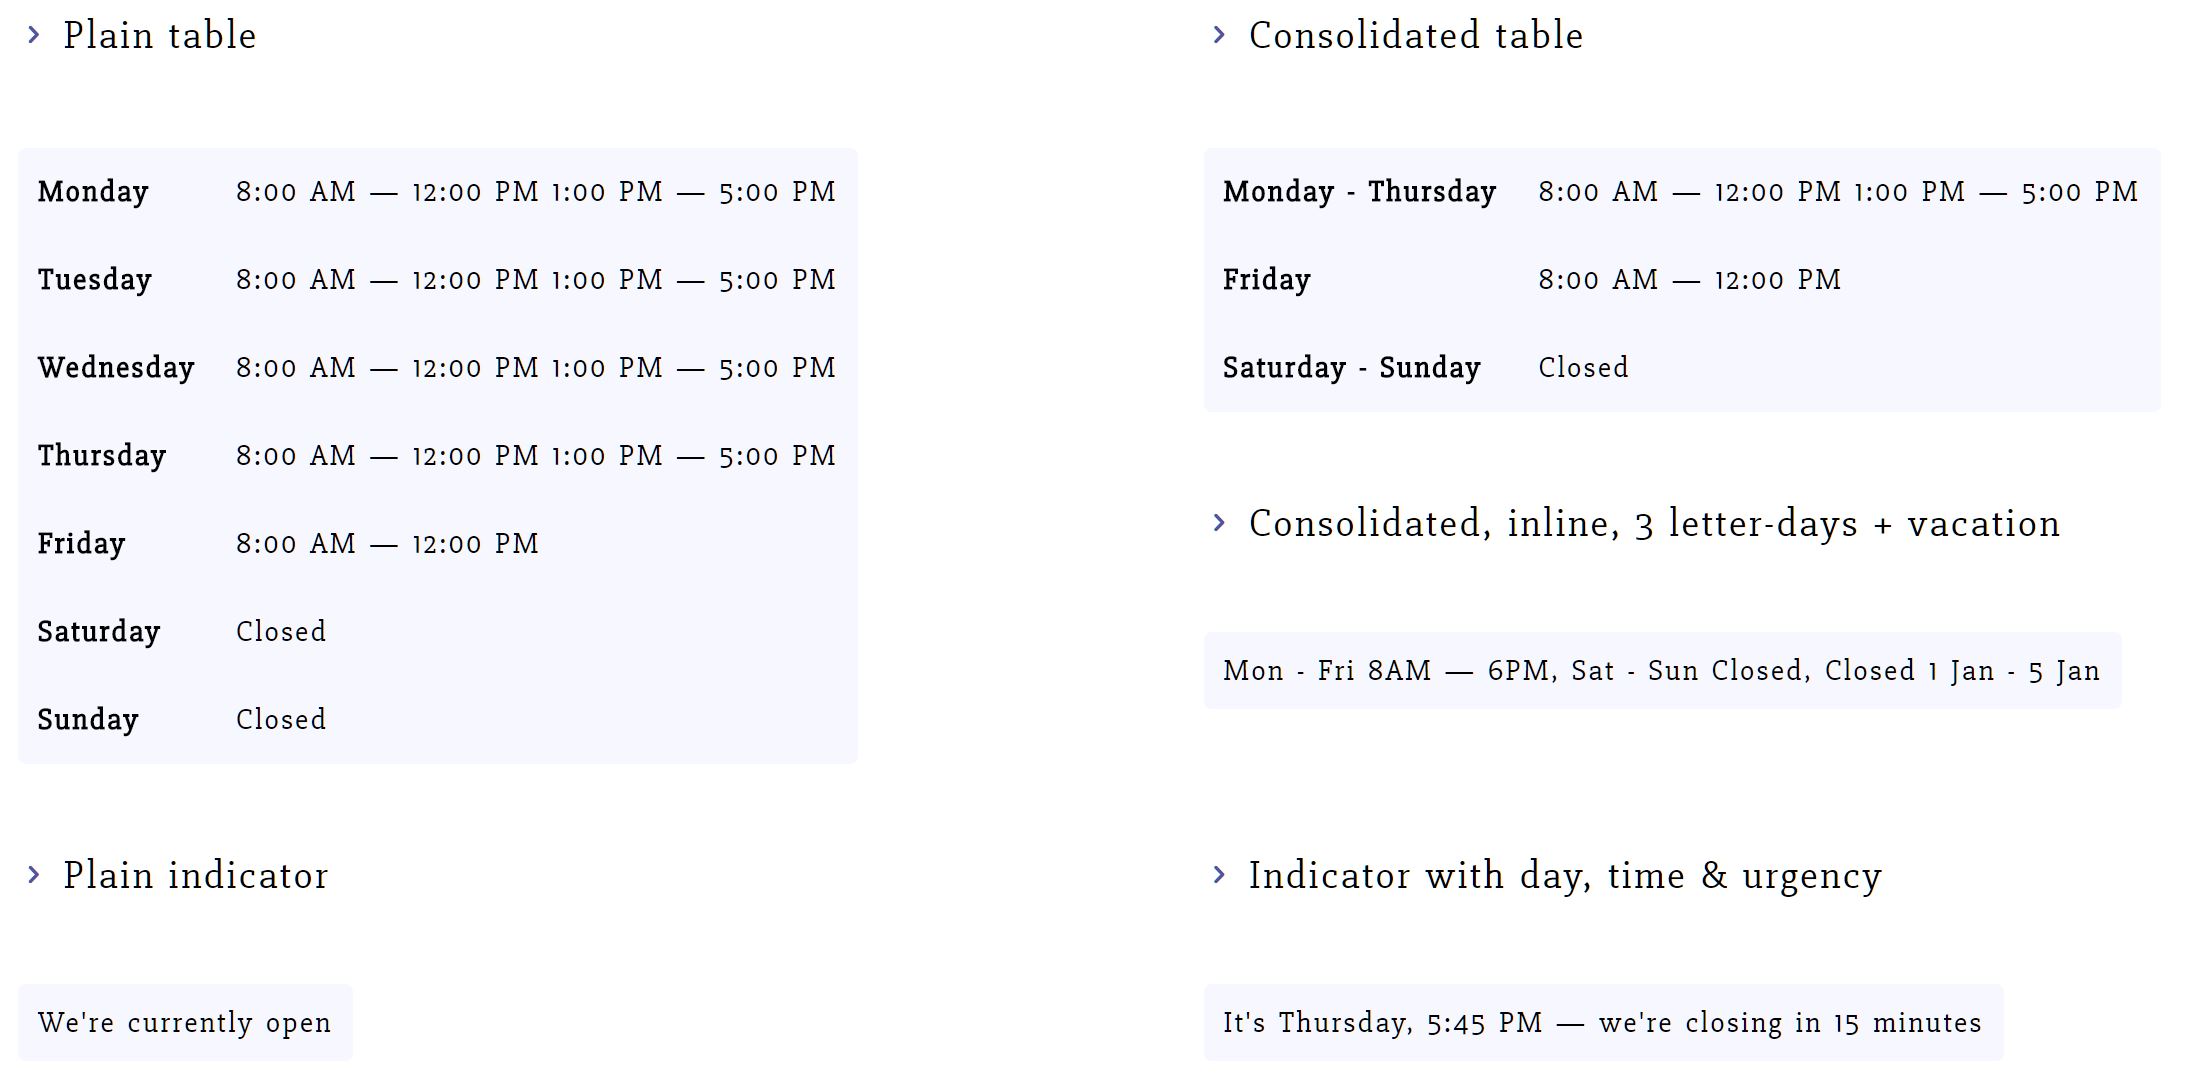 Plain table
Monday 8:00 AM — 12:00 PM 1:00 PM — 5:00 PM
Tuesday 8:00 AM — 12:00 PM 1:00 PM — 5:00 PM
Wednesday 8:00 AM — 12:00 PM 1:00 PM — 5:00 PM
Thursday 8:00 AM — 12:00 PM 1:00 PM — 5:00 PM
Friday 8:00 AM — 12:00 PM
Saturday Closed
Sunday Closed
Consolidated table
Monday - Thursday 8:00 AM — 12:00 PM 1:00 PM — 5:00 PM
Friday 8:00 AM — 12:00 PM
Saturday - Sunday Closed
Consolidated, inline, 3 letter-days + vacation
Mon - Fri 8AM — 6PM, Sat - Sun Closed, Closed 1 Jan - 5 Jan
Plain indicator
We're currently open
Indicator with day, time & urgency
It's Thursday, 5:45 PM — we're closing in 15 minutes